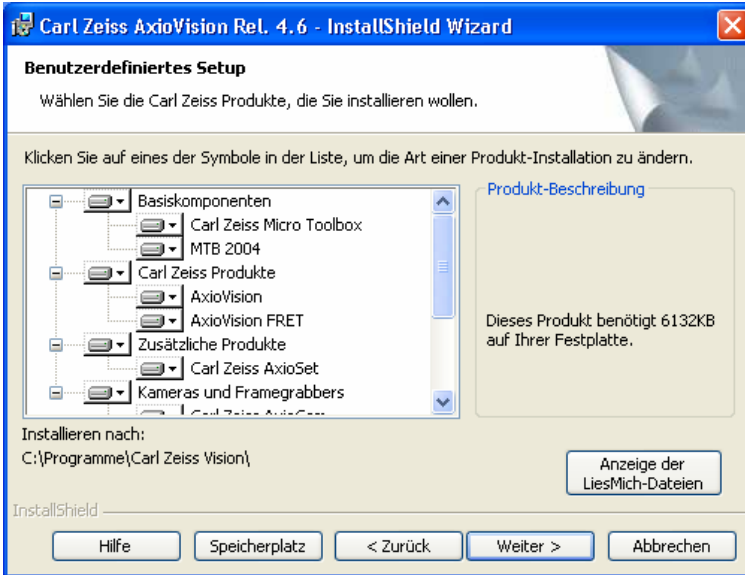 Carl Zeiss AxioVision Rel. 4.6 - InstallShield Wizard
Benutzerdefiniertes Setup
Wählen Sie die Carl Zeiss Produkte, die Sie installieren wollen.
Klicken Sie auf eines der Symbole in der Liste, um die Art einer Produkt-Installation zu ändern.
Basiskomponenten
Carl Zeiss Micro Toolbox
MTB 2004
Carl Zeiss Produkte
AxioVision
AxioVision FRET
Zusätzliche Produkte
Carl Zeiss AxioSet
Kameras und Framegrabbers
Carl Zeiss AxioCam
Produkt-Beschreibung
Dieses Produkt benötigt 6132KB
auf Ihrer Festplatte.
Installieren nach:
C:\Programme\Carl Zeiss Vision\
Anzeige der
LiesMich-Dateien
InstallShield
Hilfe
Speicherplatz
< Zurück
Weiter >
Abbrechen